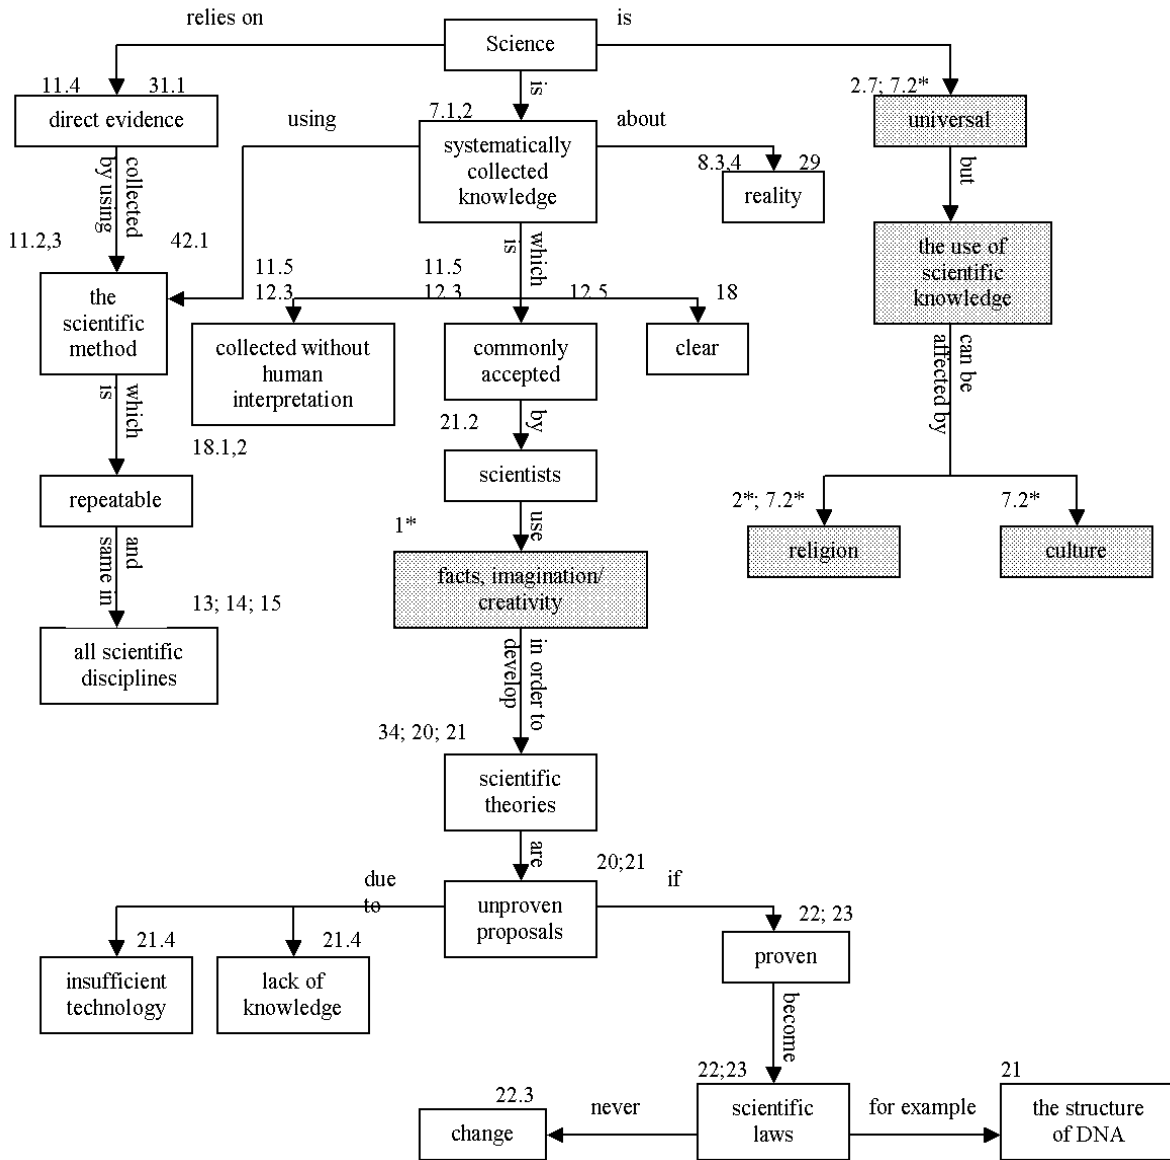 relies on
is
Science
11.4
31.1
is
2.7; 7.2*
direct evidence
using
7.1,2
about
universal
systematically
collected
knowledge
8.3,4
29
reality
collected
by using
but
11.2,3
42.1
which
is
the use of
scientific
knowledge
11.5
12.3
11.5
12.3
12.5
18
the
scientific
method
collected without
human
interpretation
commonly
accepted
clear
can be
affected by
which
is
by
21.2
18.1,2
repeatable
scientists
2*; 7.2*
7.2*
and
same in
1*
use
religion
culture
facts, imagination/
creativity
13; 14; 15
all scientific
disciplines
in order to
develop
34; 20; 21
scientific
theories
are
20;21
due
to
if
unproven
proposals
22; 23
21.4
21.4
proven
insufficient
technology
lack of
knowledge
become
22;23
21
22.3
never
for example
change
scientific
laws
the structure
of DNA